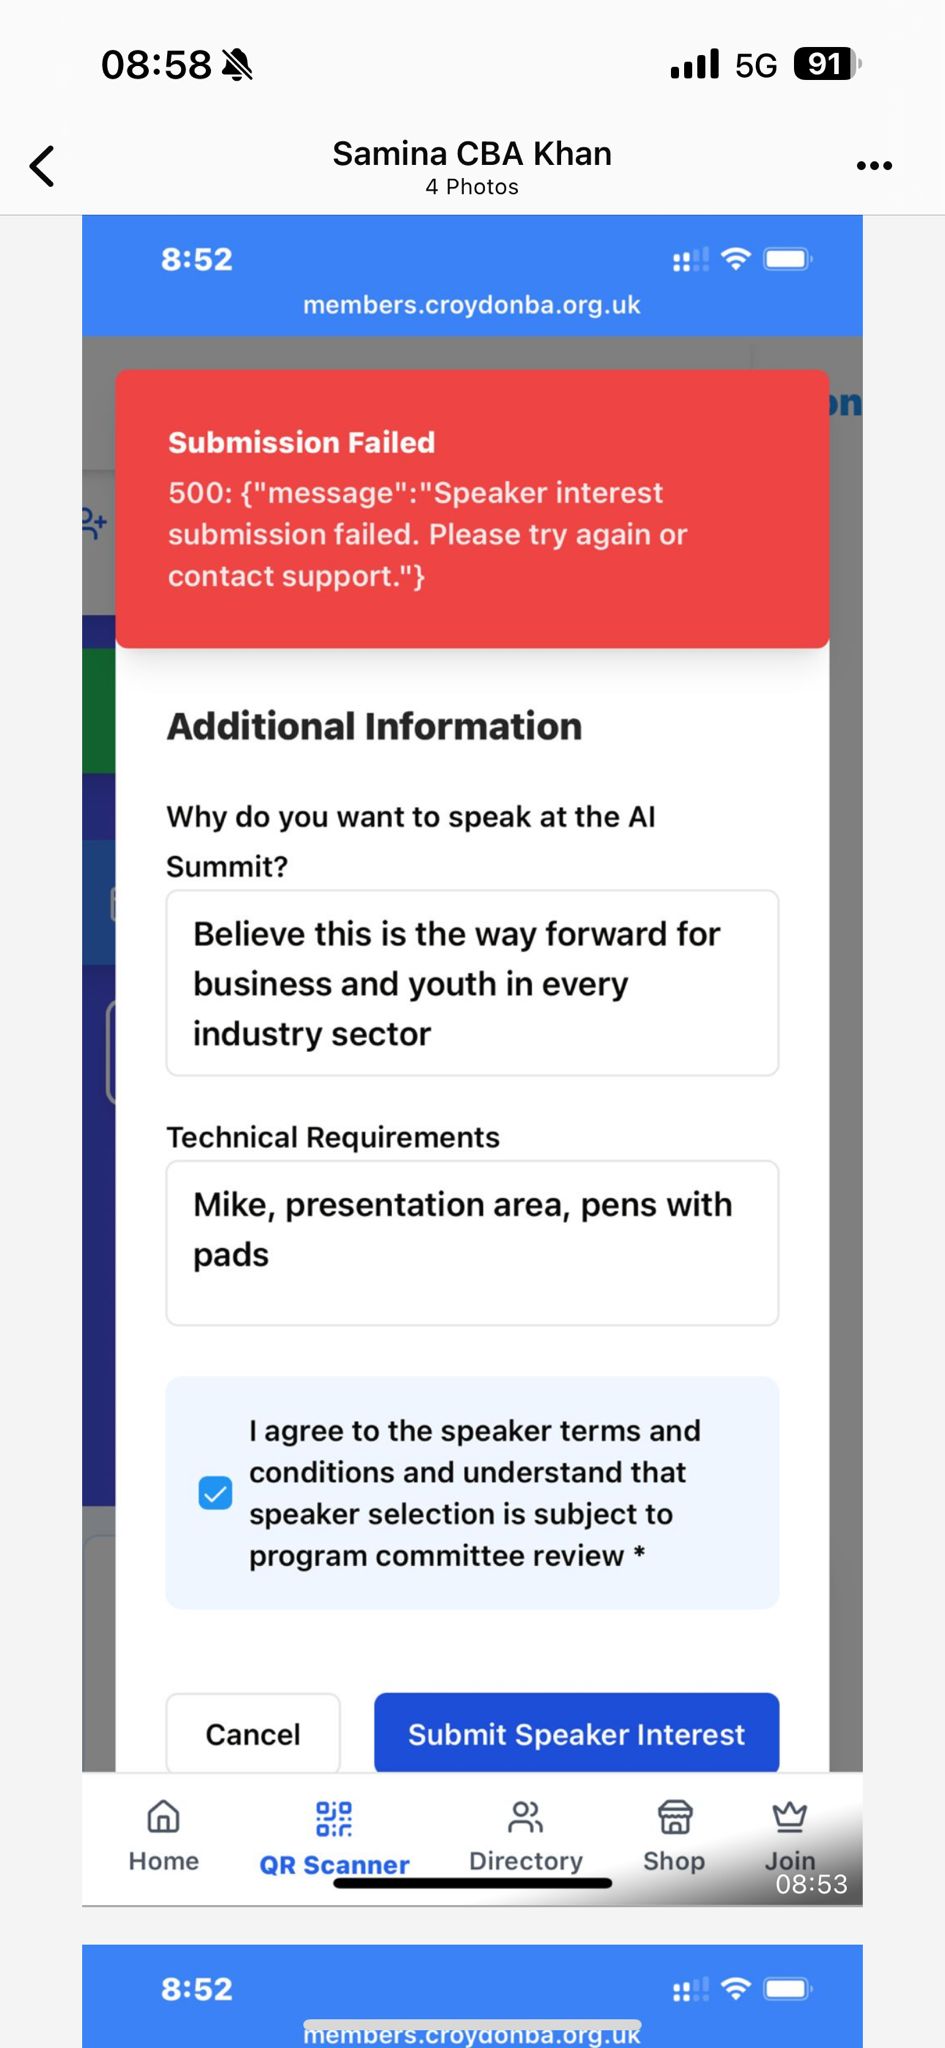 08:58
5G
91
Samina CBA Khan
4 Photos
8:52
members.croydonba.org.uk
on
Submission Failed
500: {"message":"Speaker interest
submission failed. Please try again or
contact support."}
Additional Information
Why do you want to speak at the AI
Summit?
Believe this is the way forward for
business and youth in every
industry sector
Technical Requirements
Mike, presentation area, pens with
pads
I agree to the speaker terms and
conditions and understand that
speaker selection is subject to
program committee review *
Cancel
Submit Speaker Interest
Home
QR Scanner
Directory
Shop
Join
08:53
8:52
members.croydonba.org.uk